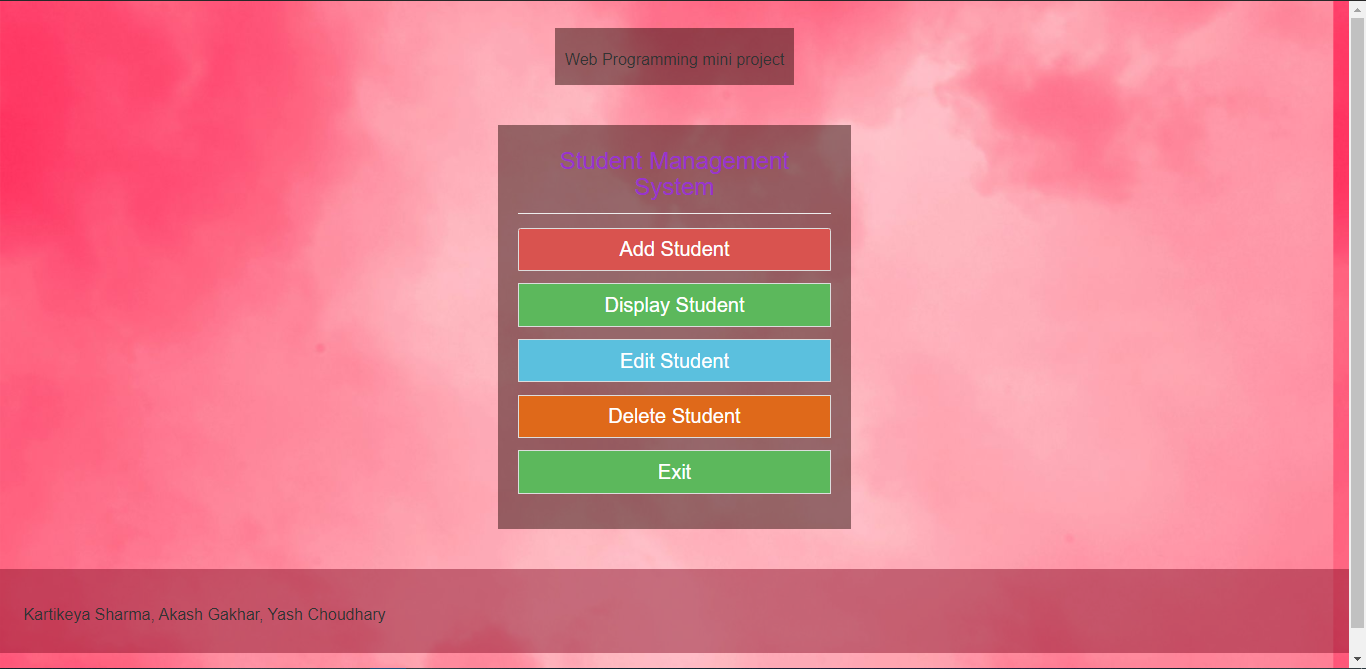 Web Programming mini project
Student Management
System
Add Student
Display Student
Edit Student
Delete Student
Exit
Kartikeya Sharma, Akash Gakhar, Yash Choudhary